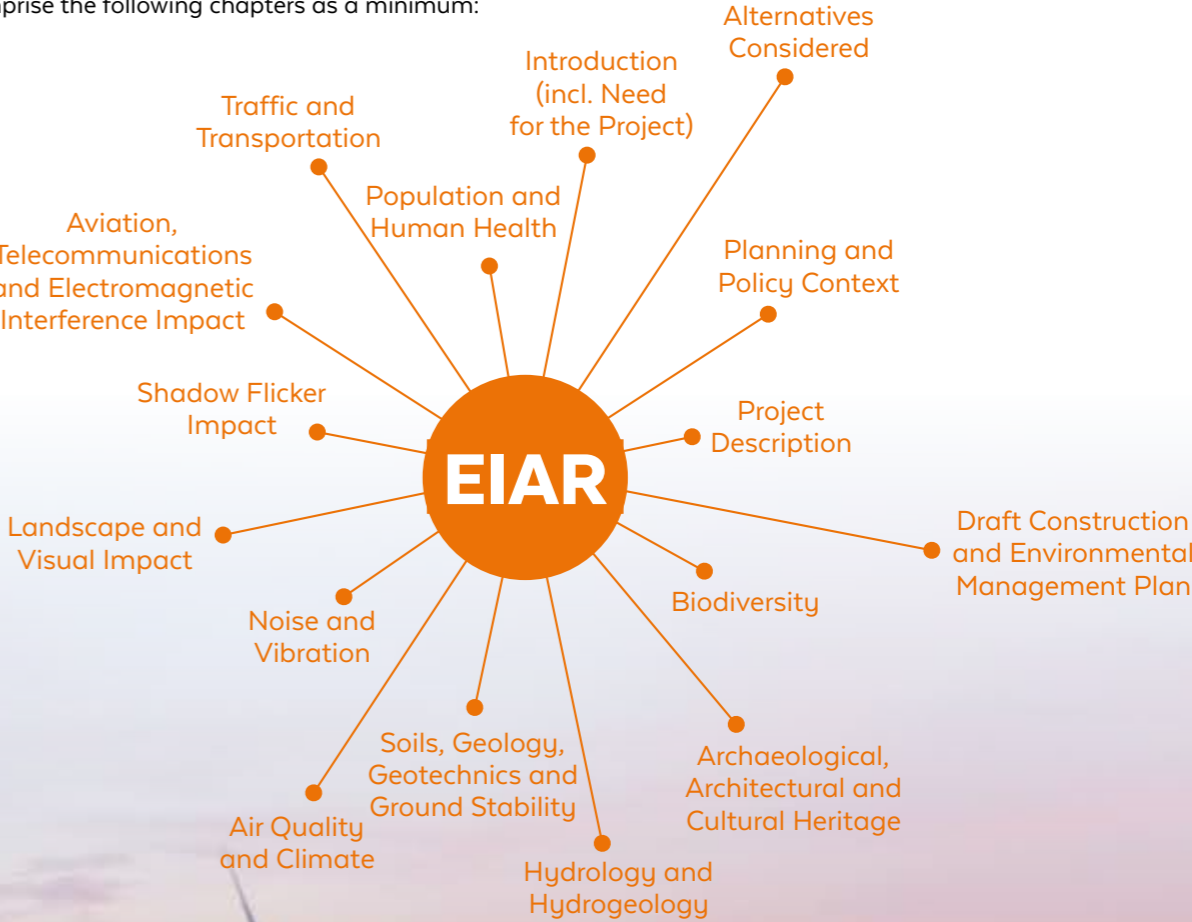 following chapters as a minimum:
Alternatives
Considered
Introduction
(incl. Need
for the Project)
Traffic and
Transportation
Population and
Human Health
Aviation,
Telecommunications
and Electromagnetic
Interference Impact
Planning and
Policy Context
Shadow Flicker
Impact
Project
Description
EIAR
Landscape and
Visual Impact
Draft Construction
and Environmental
Management Plan
Noise and
Vibration
Biodiversity
Soils, Geology,
Geotechnics and
Ground Stability
Archaeological,
Architectural and
Cultural Heritage
Air Quality
and Climate
Hydrology and
Hydrogeology